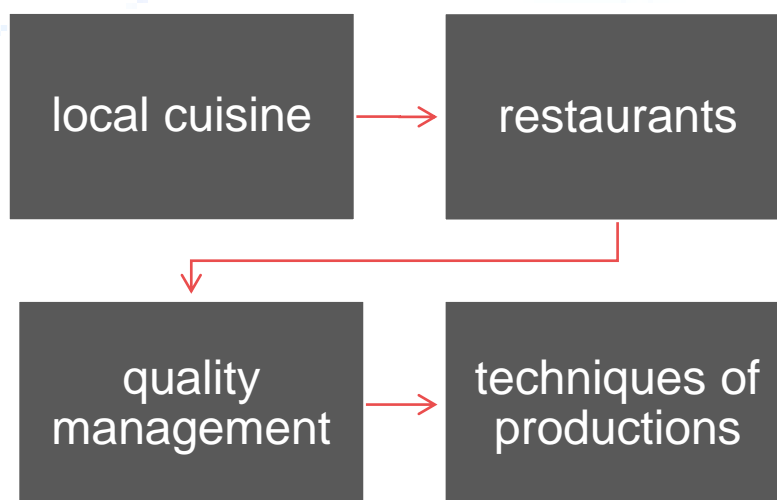 local cuisine
restaurants
quality
management
techniques of
productions